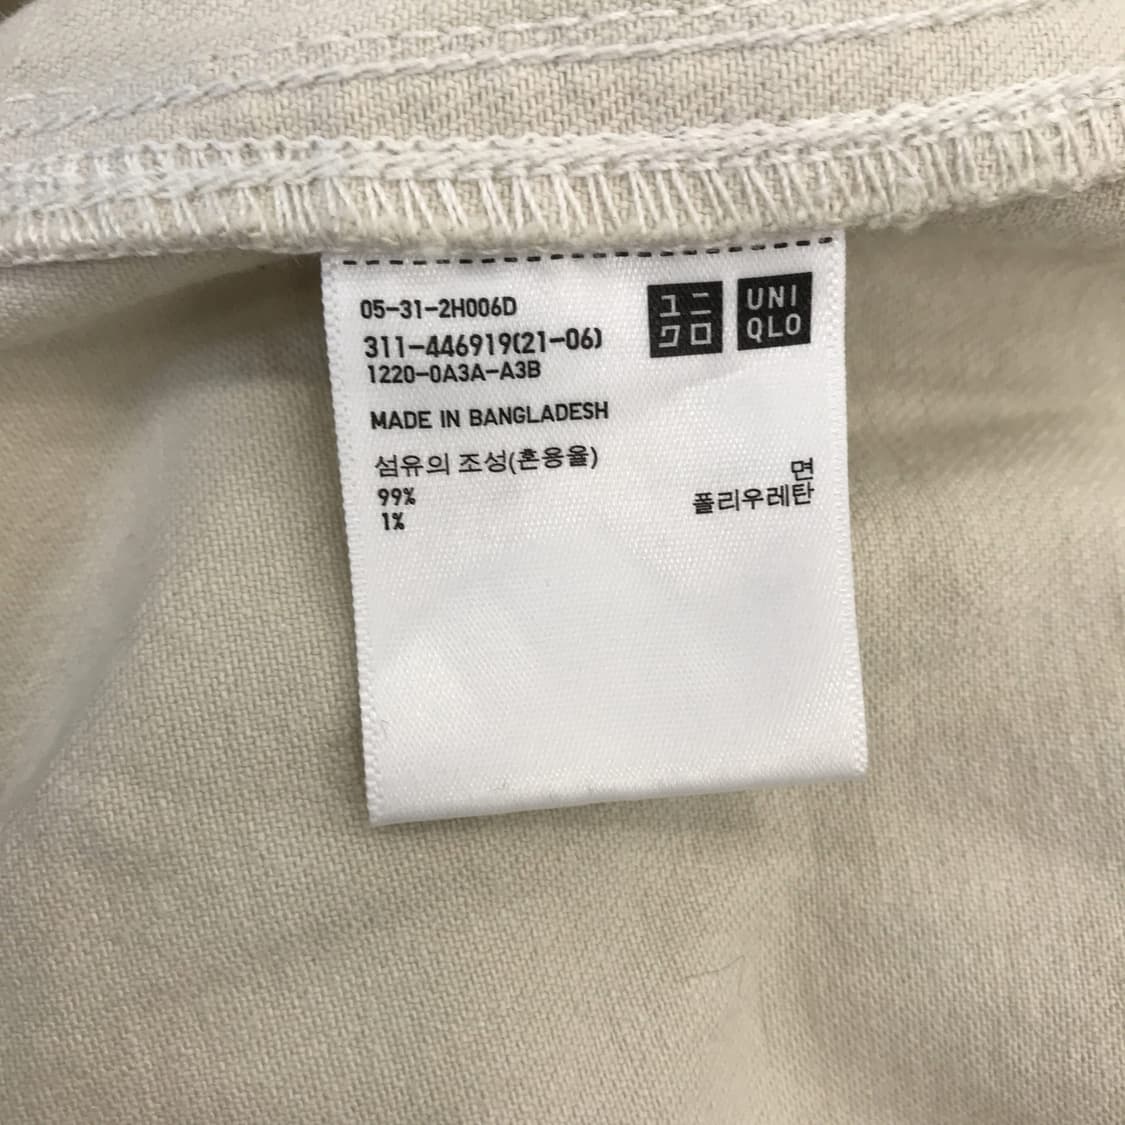 05-31-2H006D
311-446919(21-06)
1220-0A3A-A3B
ユニ
クロ
UNI
QLO
MADE IN BANGLADESH
섬유의 조성(혼용율)
99% 면
1% 폴리우레탄